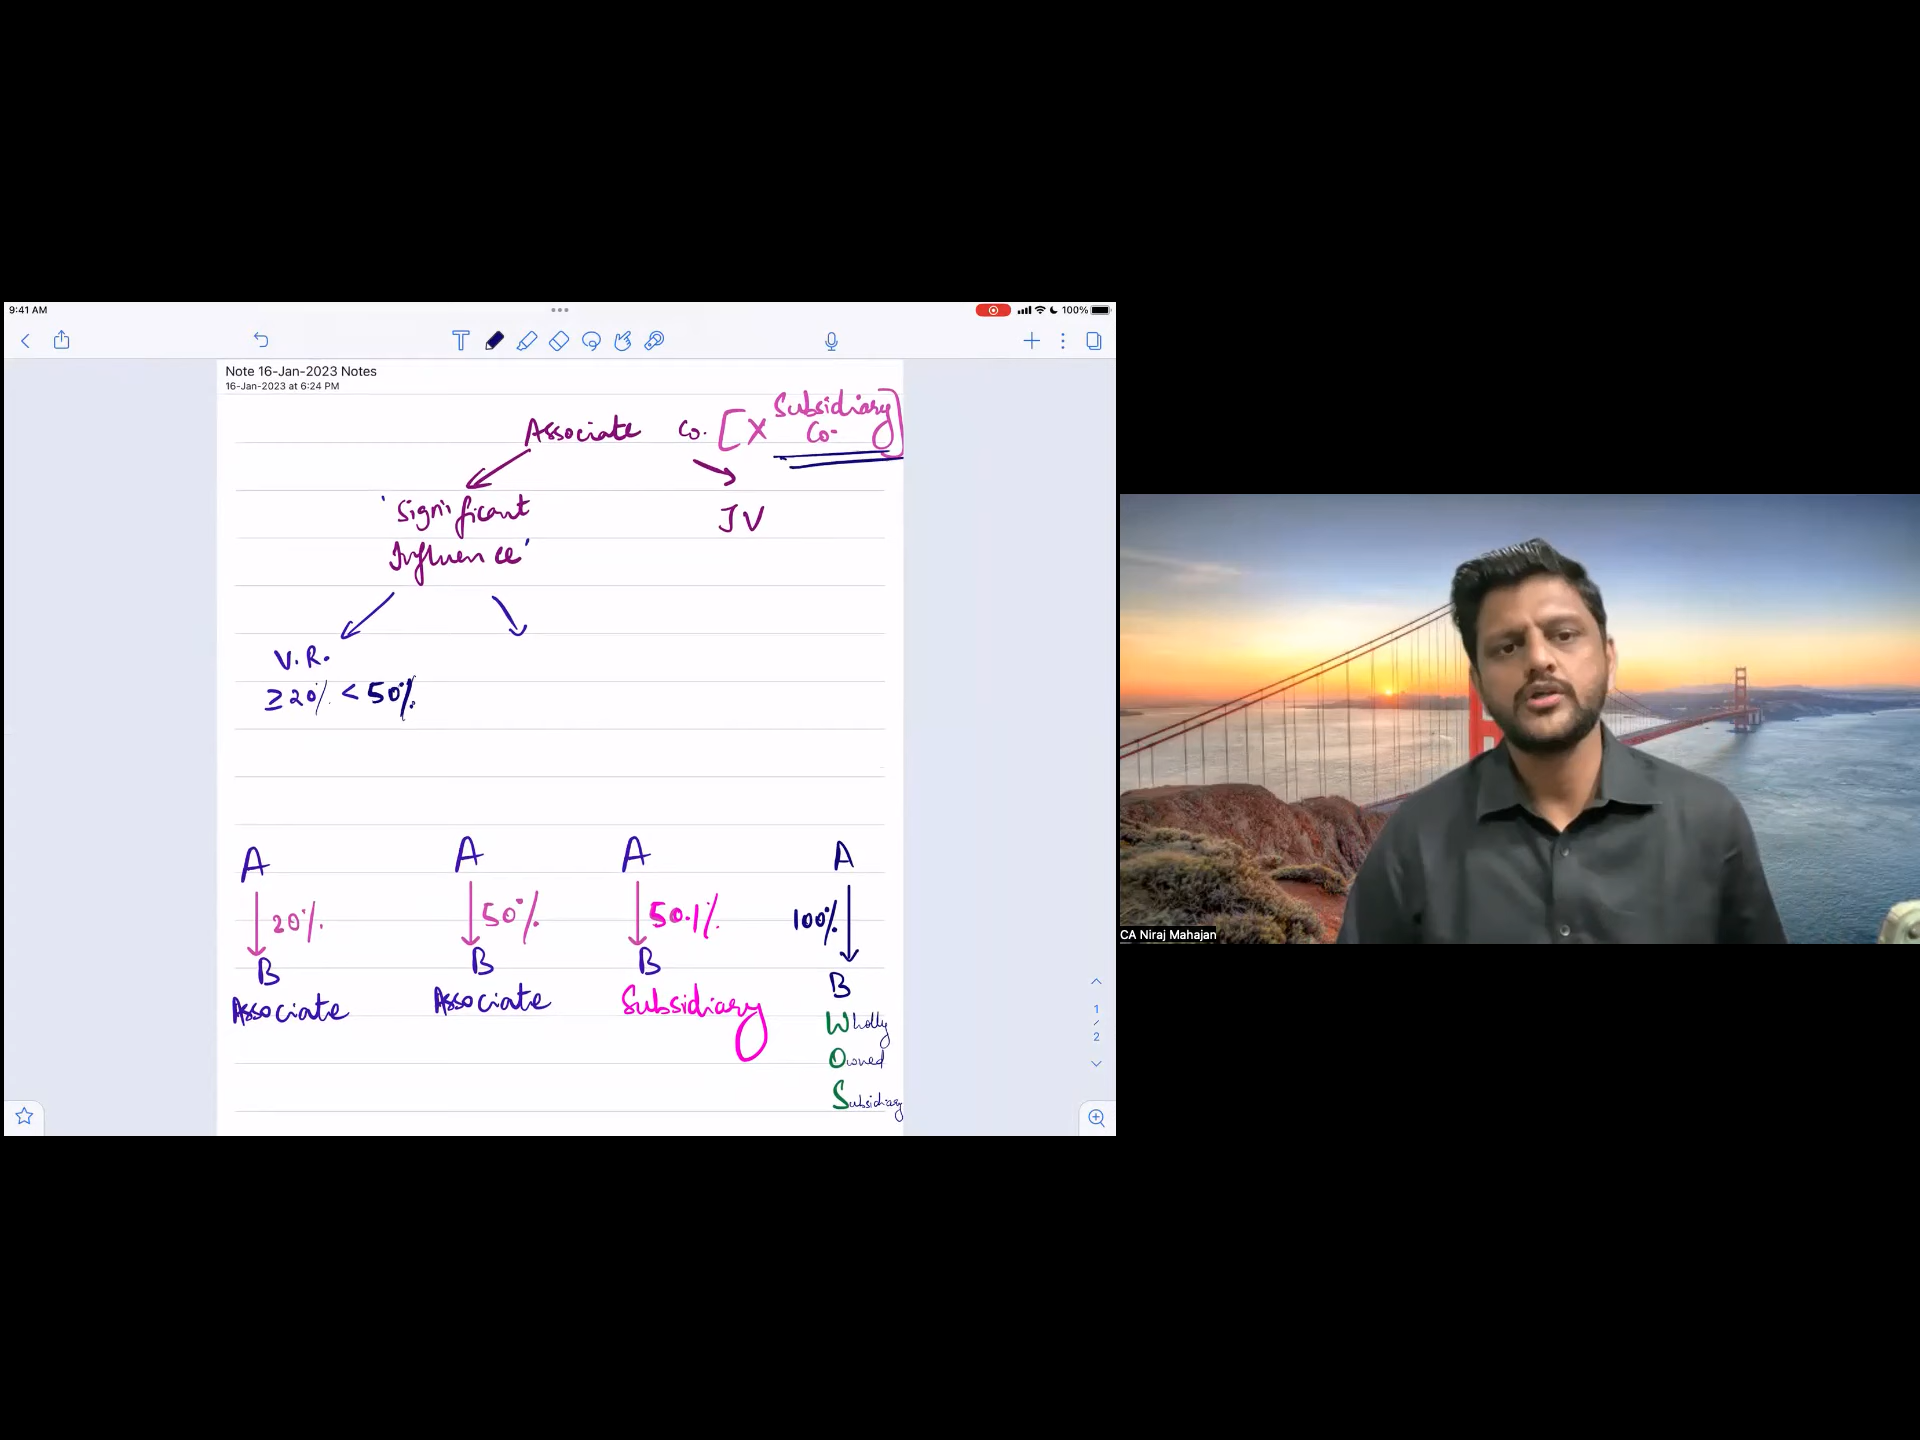 9:41 AM
100%
Note 16-Jan-2023 Notes
16-Jan-2023 at 6:24 PM
Associate Co. [X Subsidiary Co.]
'Significant
Influence'
JV
V.R.
≥20% < 50%
A
20%
B
Associate
A
50%
B
Associate
A
50.1%
B
Subsidiary
A
100%
B
Wholly
Owned
Subsidiary
1
/
2
CA Niraj Mahajan